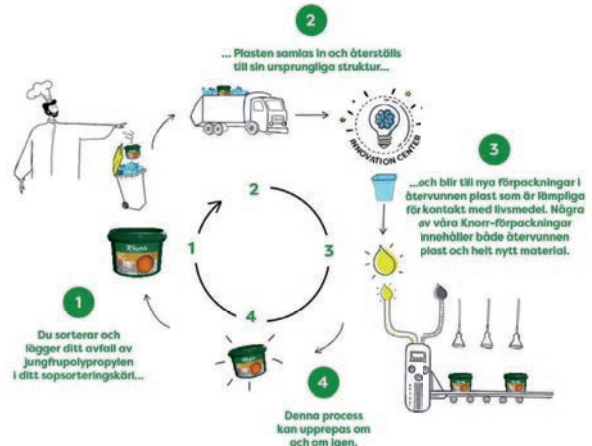 2
... Plasten samlas in och återställs
till sin ursprungliga struktur...
INNOVATION CENTER
3
...och blir till nya förpackningar i
återvunnen plast som är lämpliga
för kontakt med livsmedel. Några
av våra Knorr-förpackningar
innehåller både återvunnen
plast och helt nytt material.
2
1
3
4
1
Du sorterar och
lägger ditt avfall av
jungfrupolypropylen
i ditt sopsorteringskärl...
4
Denna process
kan upprepas om
och om igen.